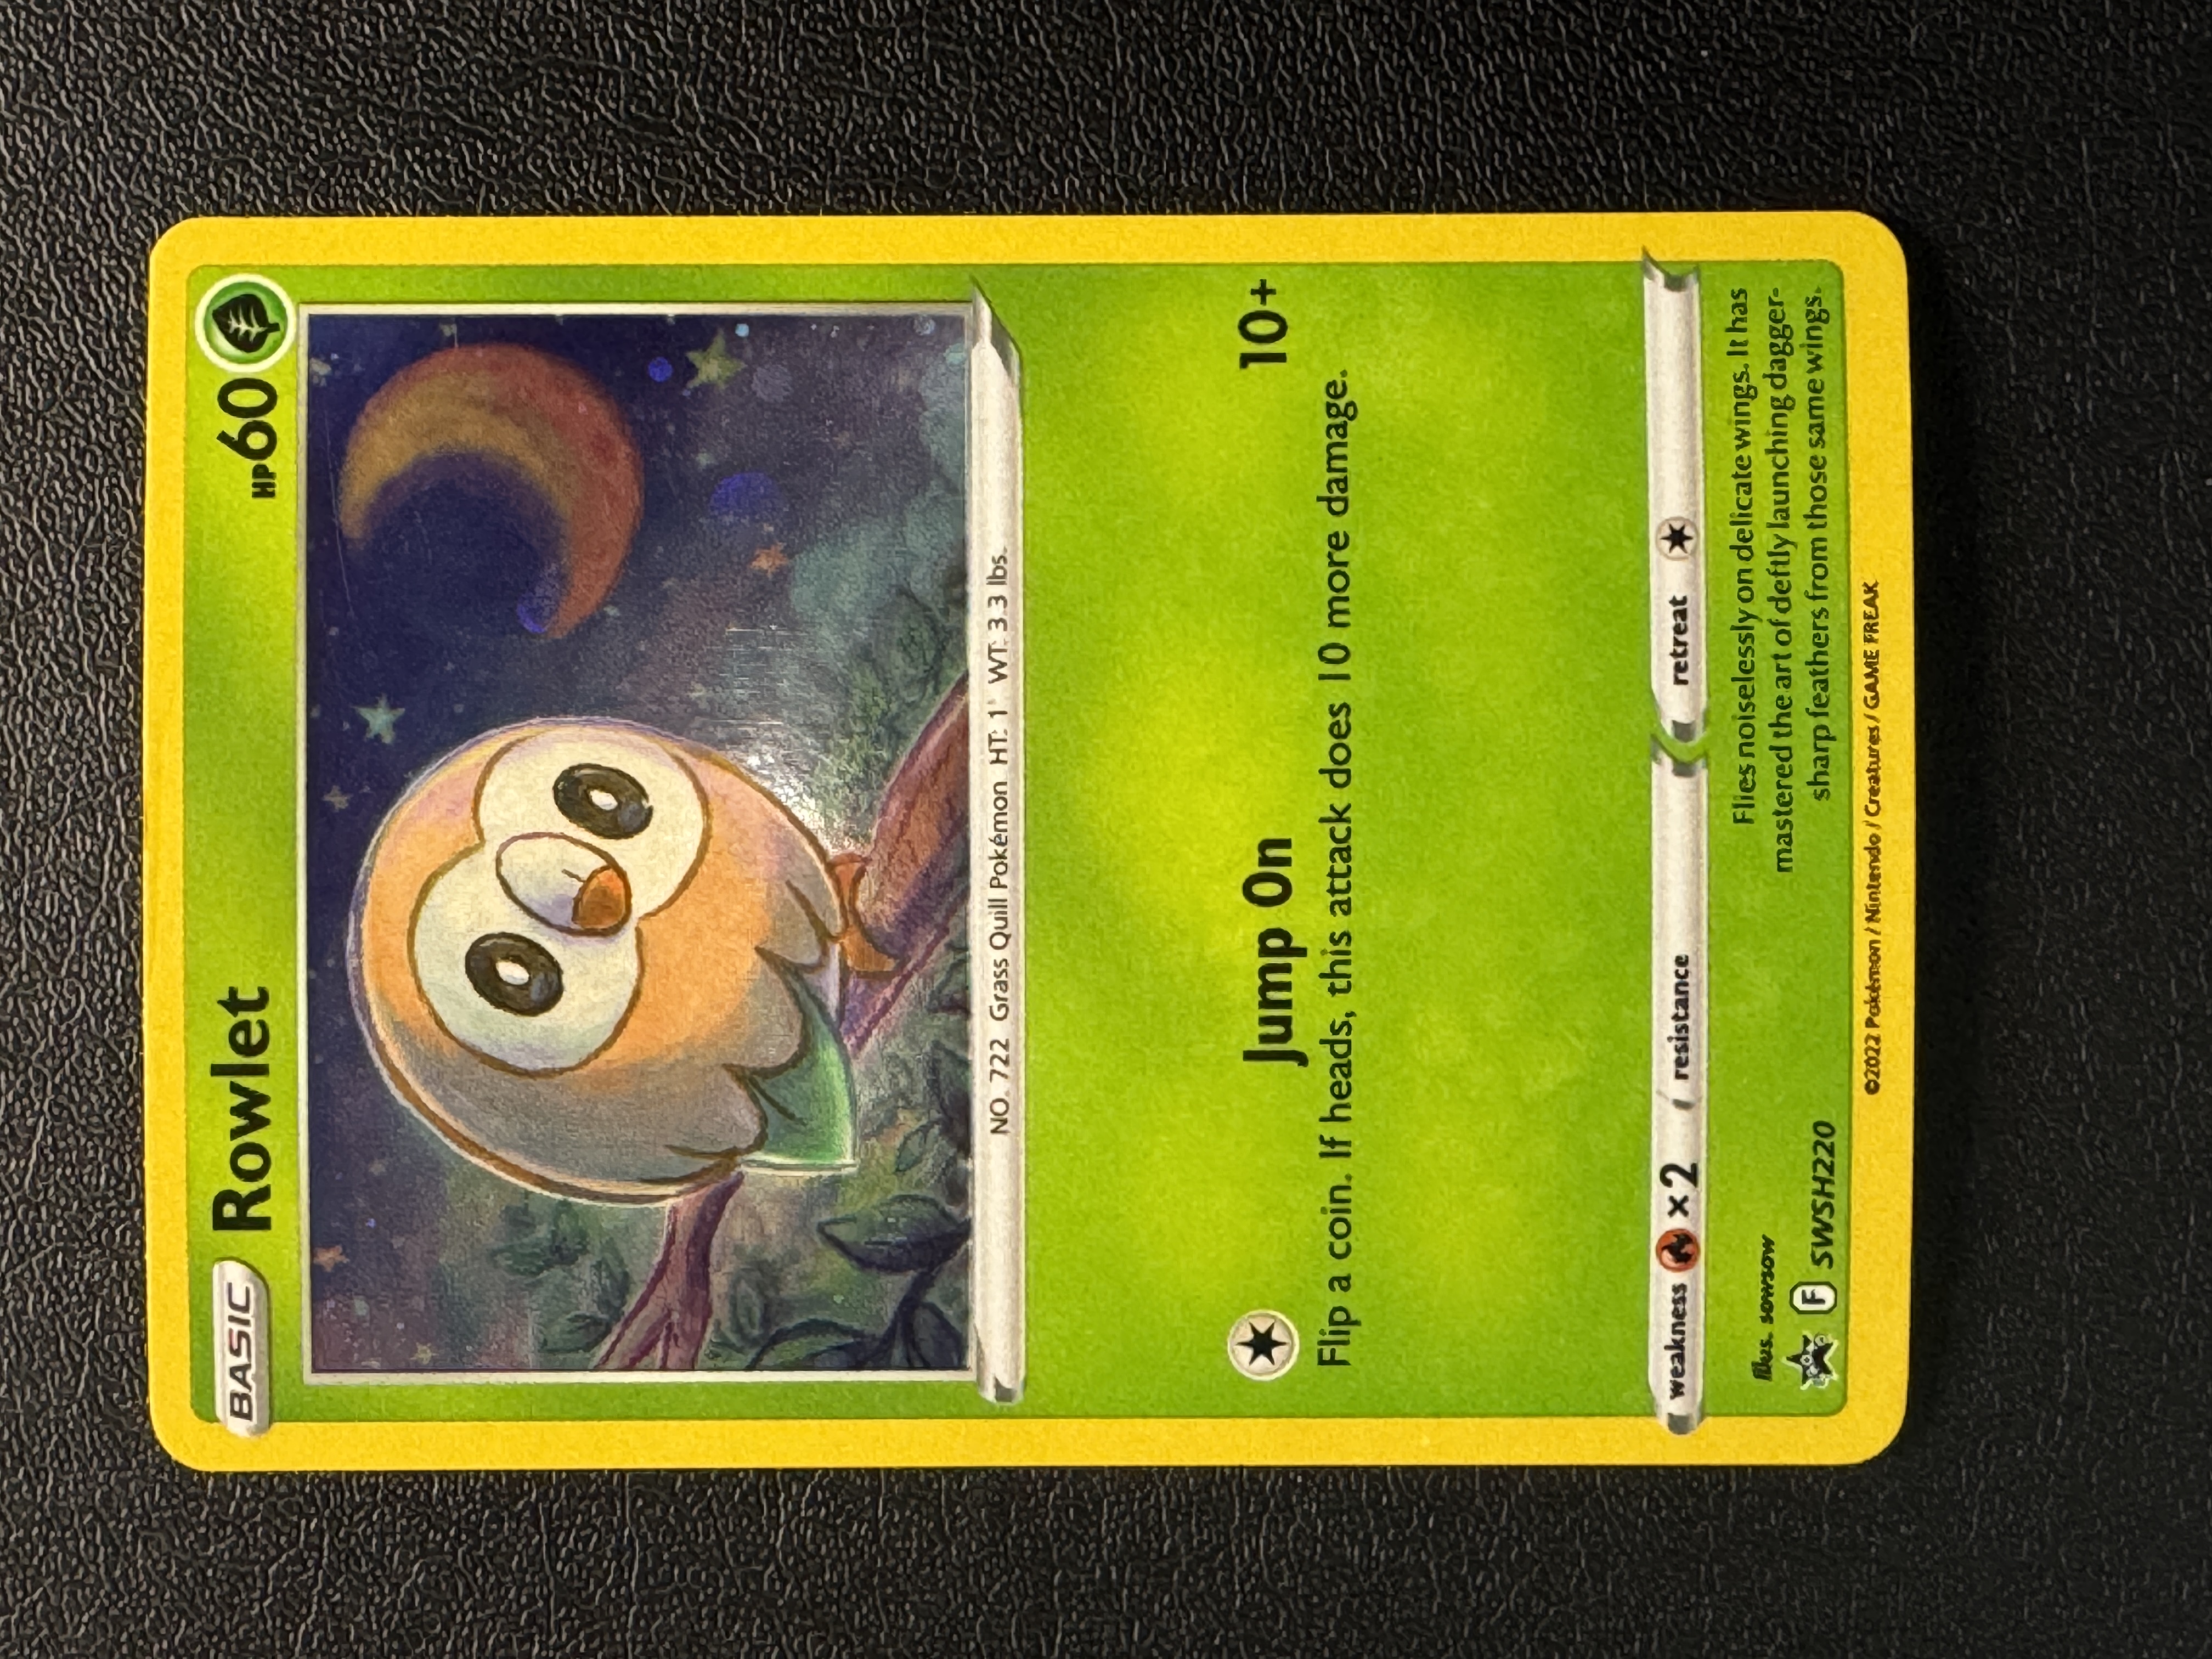 BASIC Rowlet HP60
NO. 722 Grass Quill Pokémon HT: 1' WT: 3.3 lbs.
Jump On 10+
Flip a coin. If heads, this attack does 10 more damage.
weakness ×2 resistance retreat
Illus. sowsow
F SWSH220
Flies noiselessly on delicate wings. It has
mastered the art of deftly launching dagger-
sharp feathers from those same wings.
©2022 Pokémon / Nintendo / Creatures / GAME FREAK